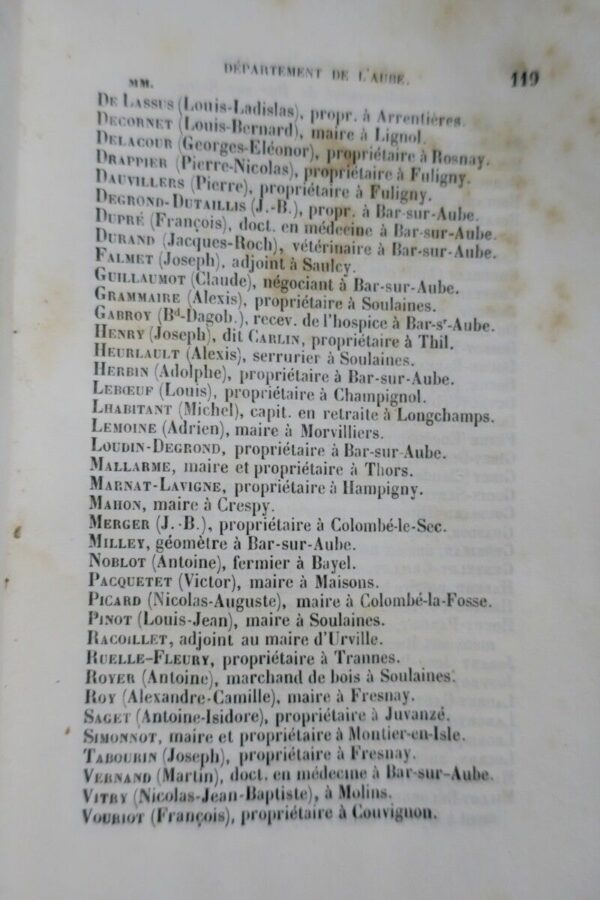 DÉPARTEMENT DE L'AUBE. 119
MM.
DE LASSUS (Louis-Ladislas), propr. à Arrentières.
DECORNET (Louis-Bernard), maire à Lignol.
DELACOUR (Georges-Eléonor), propriétaire à Rosnay.
DRAPPIER (Pierre-Nicolas), propriétaire à Fuligny.
DAUVILLERS (Pierre), propriétaire à Fuligny.
DEGROND-DUTAILLIS (J.-B.), propr. à Bar-sur-Aube.
DUPRÉ (François), doct. en médecine à Bar-sur-Aube.
DURAND (Jacques-Roch), vétérinaire à Bar-sur-Aube.
FALMET (Joseph), adjoint à Saulcy.
GUILLAUMOT (Claude), négociant à Bar-sur-Aube.
GRAMMAIRE (Alexis), propriétaire à Soulaines.
GABROY (Bd-Dagob.), recev. de l'hospice à Bar-sr-Aube.
HENRY (Joseph), dit CARLIN, propriétaire à Thil.
HEURLAULT (Alexis), serrurier à Soulaines.
HERBIN (Adolphe), propriétaire à Bar-sur-Aube.
LEBŒUF (Louis), propriétaire à Champignol.
LHABITANT (Michel), capit. en retraite à Longchamps.
LEMOINE (Adrien), maire à Morvilliers.
LOUDIN-DEGROND, propriétaire à Bar-sur-Aube.
MALLARME, maire et propriétaire à Thors.
MARNAT-LAVIGNE, propriétaire à Hampigny.
MAHON, maire à Crespy.
MERGER (J.-B.), propriétaire à Colombé-le-Sec.
MILLEY, géomètre à Bar-sur-Aube.
NOBLOT (Antoine), fermier à Bayel.
PACQUETET (Victor), maire à Maisons.
PICARD (Nicolas-Auguste), maire à Colombé-la-Fosse.
PINOT (Louis-Jean), maire à Soulaines.
RACOILLET, adjoint au maire d'Urville.
RUELLE-FLEURY, propriétaire à Trannes.
ROYER (Antoine), marchand de bois à Soulaines.
ROY (Alexandre-Camille), maire à Fresnay.
SAGET (Antoine-Isidore), propriétaire à Juvanzé.
SIMONNOT, maire et propriétaire à Montier-en-Isle.
TABOURIN (Joseph), propriétaire à Fresnay.
VERNAND (Martin), doct. en médecine à Bar-sur-Aube.
VITRY (Nicolas-Jean-Baptiste), à Molins.
VOURIOT (François), propriétaire à Couvignon.